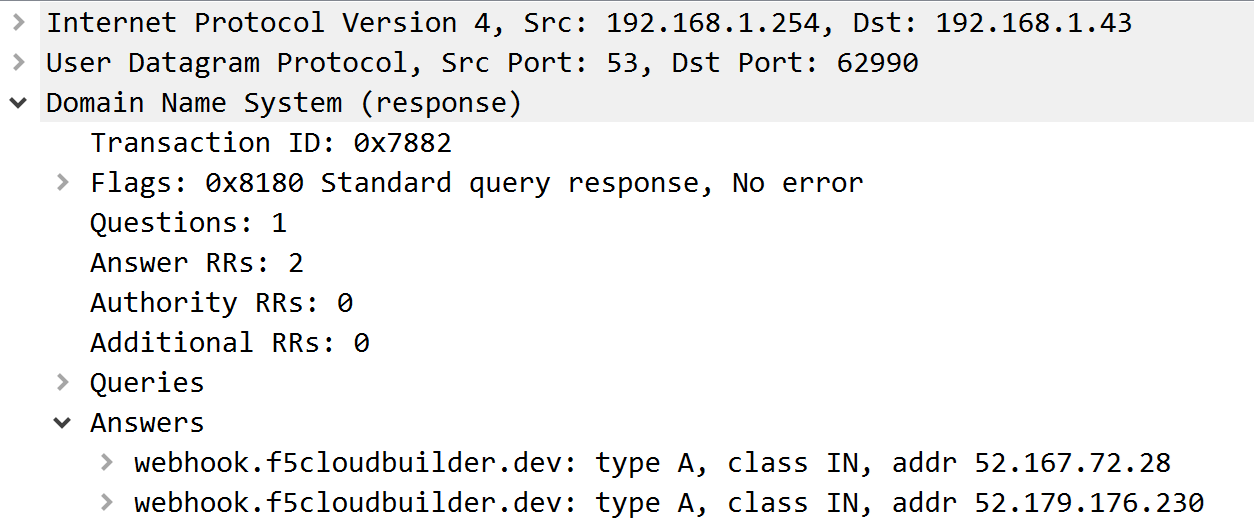 Internet Protocol Version 4, Src: 192.168.1.254, Dst: 192.168.1.43
User Datagram Protocol, Src Port: 53, Dst Port: 62990
Domain Name System (response)
Transaction ID: 0x7882
Flags: 0x8180 Standard query response, No error
Questions: 1
Answer RRs: 2
Authority RRs: 0
Additional RRs: 0
Queries
Answers
webhook.f5cloudbuilder.dev: type A, class IN, addr 52.167.72.28
webhook.f5cloudbuilder.dev: type A, class IN, addr 52.179.176.230